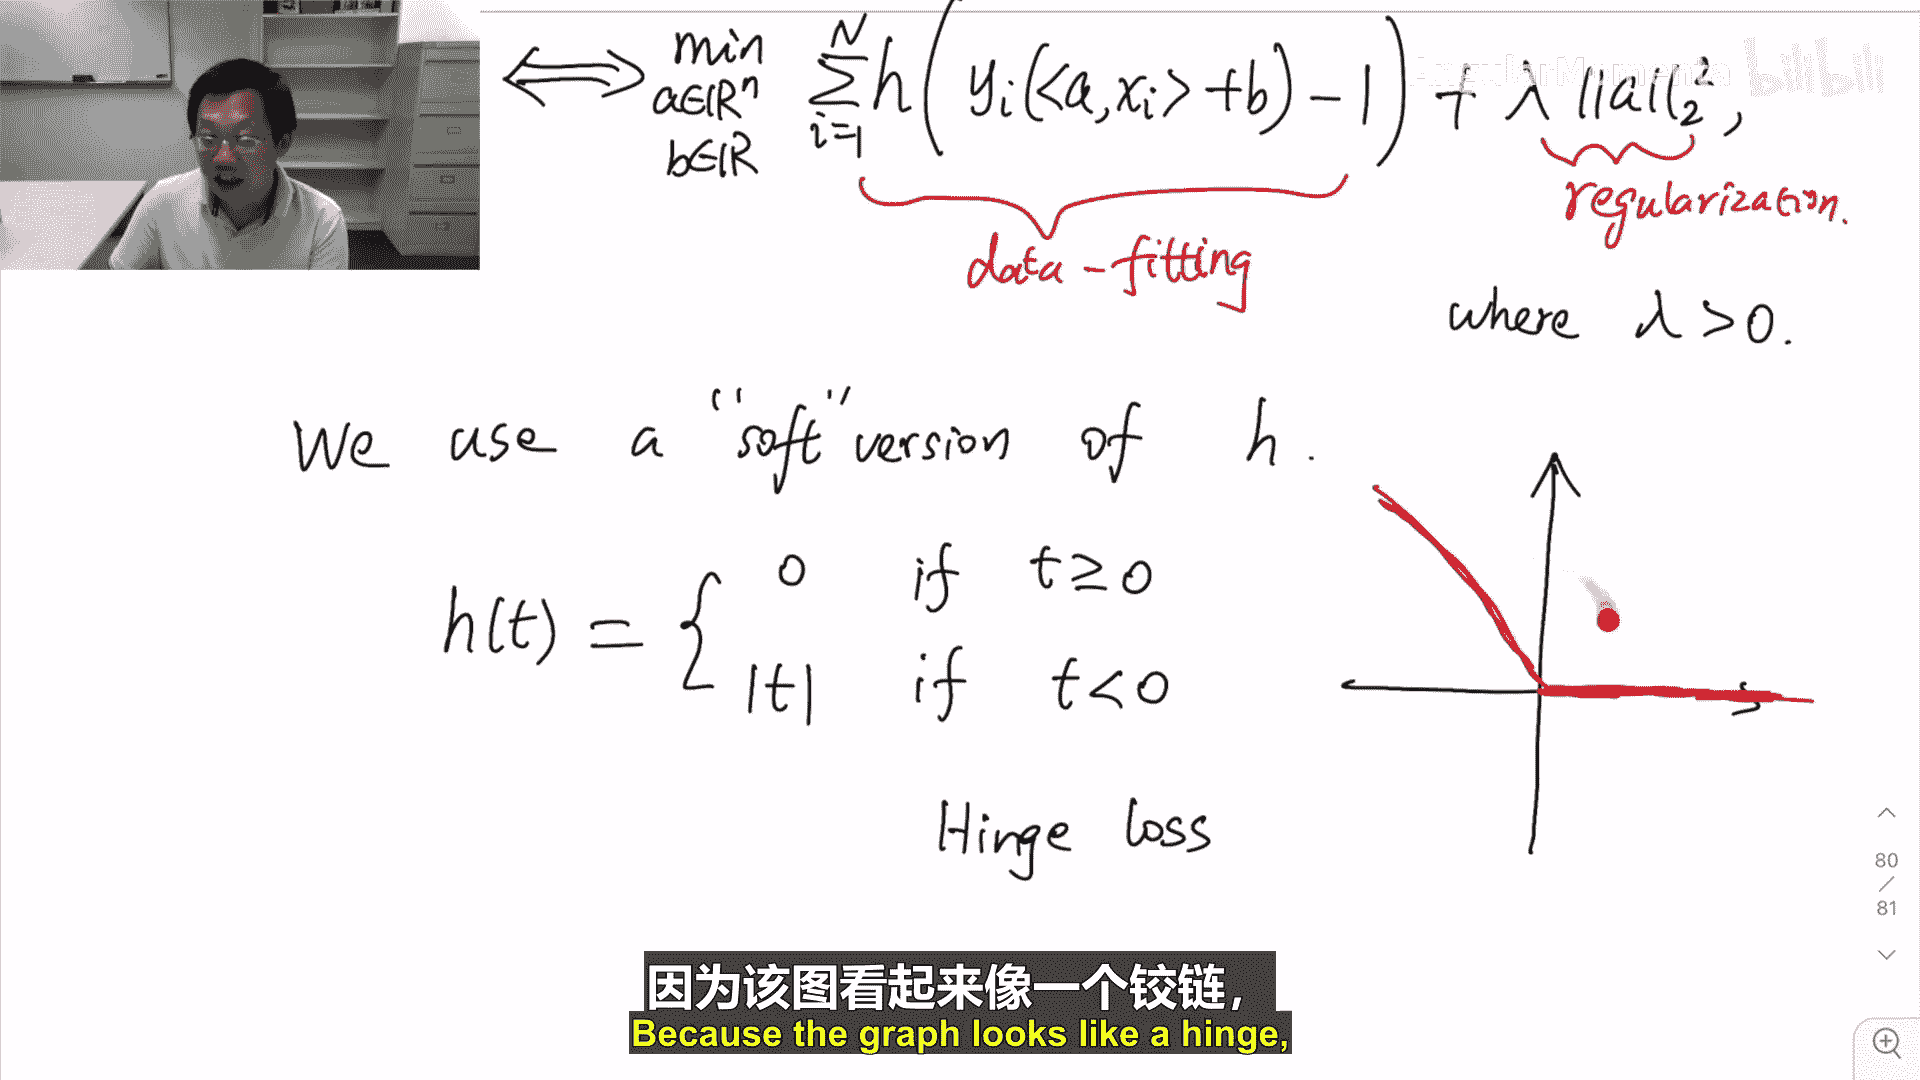 ⟺ min Σ h( yᵢ(<a,xᵢ> +b) − 1 ) + λ ||a||₂²,
a∈ℝⁿ
b∈ℝ
i=1
N
bilibili
data-fitting
regularization.
where λ>0.
We use a "soft" version of h.
h(t) = { 0 if t≥0
|t| if t<0
Hinge loss
80
/
81
因为该图看起来像一个铰链，
Because the graph looks like a hinge,